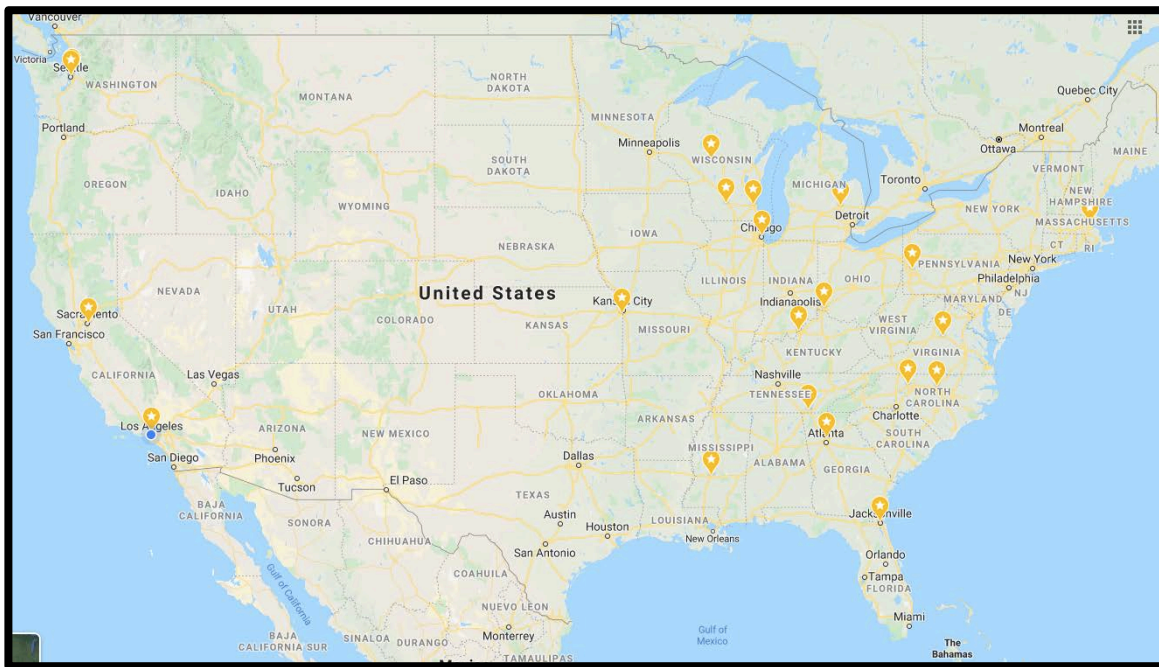 Vancouver
Victoria
Seattle
WASHINGTON
Portland
OREGON
IDAHO
MONTANA
NORTH
DAKOTA
SOUTH
DAKOTA
MINNESOTA
Minneapolis
WISCONSIN
MICHIGAN
Detroit
Toronto
Ottawa
Montreal
Quebec City
MAINE
VERMONT
NEW
HAMPSHIRE
MASSACHUSETTS
CT
RI
NEW YORK
New York
PENNSYLVANIA
Philadelphia
NJ
MARYLAND
DE
WYOMING
NEBRASKA
IOWA
Chicago
ILLINOIS
INDIANA
Indianapolis
OHIO
WEST
VIRGINIA
VIRGINIA
United States
NEVADA
UTAH
COLORADO
KANSAS
Kansas City
MISSOURI
KENTUCKY
Sacramento
San Francisco
CALIFORNIA
Las Vegas
Los Angeles
San Diego
ARIZONA
Phoenix
Tucson
NEW MEXICO
El Paso
OKLAHOMA
ARKANSAS
Nashville
TENNESSEE
NORTH
CAROLINA
Charlotte
SOUTH
CAROLINA
Atlanta
MISSISSIPPI
ALABAMA
GEORGIA
Dallas
TEXAS
Austin
Houston
San Antonio
LOUISIANA
New Orleans
Jacksonville
Orlando
Tampa
FLORIDA
Miami
The
Bahamas
Gulf of
Mexico
BAJA
CALIFORNIA
SONORA
CHIHUAHUA
COAHUILA
NUEVO LEON
Monterrey
TAMAULIPAS
Gulf of California
BAJA
CALIFORNIA SUR
SINALOA
DURANGO